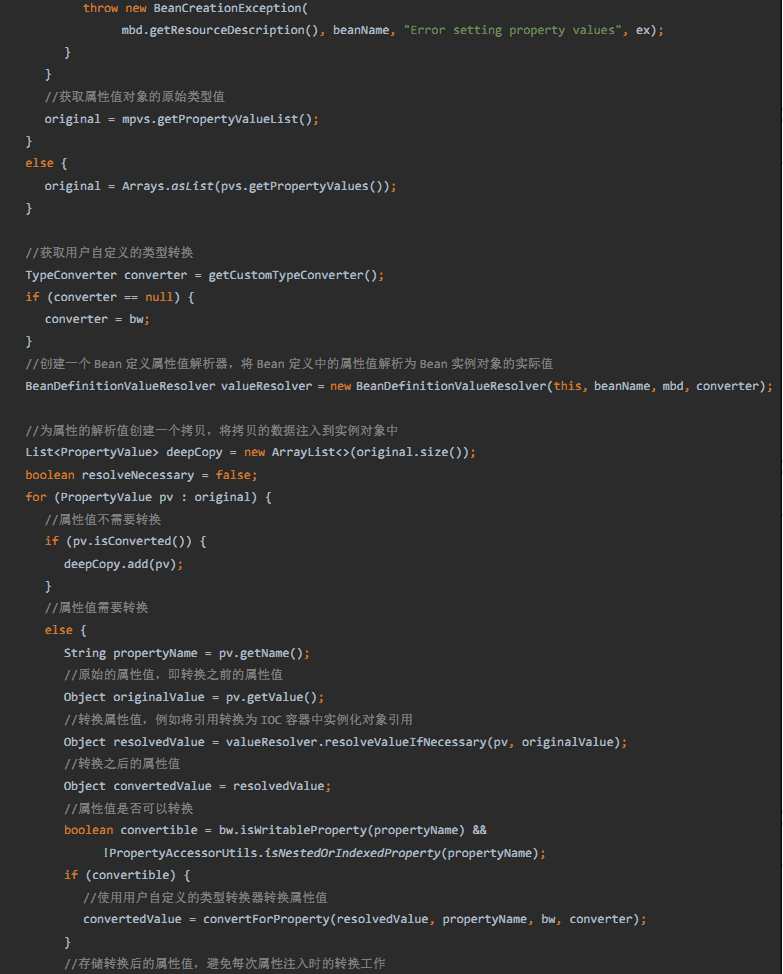 throw new BeanCreationException(
mbd.getResourceDescription(), beanName, "Error setting property values", ex);
}
}
//获取属性值对象的原始类型值
original = mpvs.getPropertyValueList();
}
else {
original = Arrays.asList(pvs.getPropertyValues());
}
//获取用户自定义的类型转换
TypeConverter converter = getCustomTypeConverter();
if (converter == null) {
converter = bw;
}
//创建一个 Bean 定义属性值解析器，将 Bean 定义中的属性值解析为 Bean 实例对象的实际值
BeanDefinitionValueResolver valueResolver = new BeanDefinitionValueResolver(this, beanName, mbd, converter);
//为属性的解析值创建一个拷贝，将拷贝的数据注入到实例对象中
List<PropertyValue> deepCopy = new ArrayList<>(original.size());
boolean resolveNecessary = false;
for (PropertyValue pv : original) {
//属性值不需要转换
if (pv.isConverted()) {
deepCopy.add(pv);
}
//属性值需要转换
else {
String propertyName = pv.getName();
//原始的属性值，即转换之前的属性值
Object originalValue = pv.getValue();
//转换属性值，例如将引用转换为 IOC 容器中实例化对象引用
Object resolvedValue = valueResolver.resolveValueIfNecessary(pv, originalValue);
//转换之后的属性值
Object convertedValue = resolvedValue;
//属性值是否可以转换
boolean convertible = bw.isWritableProperty(propertyName) &&
!PropertyAccessorUtils.isNestedOrIndexedProperty(propertyName);
if (convertible) {
//使用用户自定义的类型转换器转换属性值
convertedValue = convertForProperty(resolvedValue, propertyName, bw, converter);
}
//存储转换后的属性值，避免每次属性注入时的转换工作